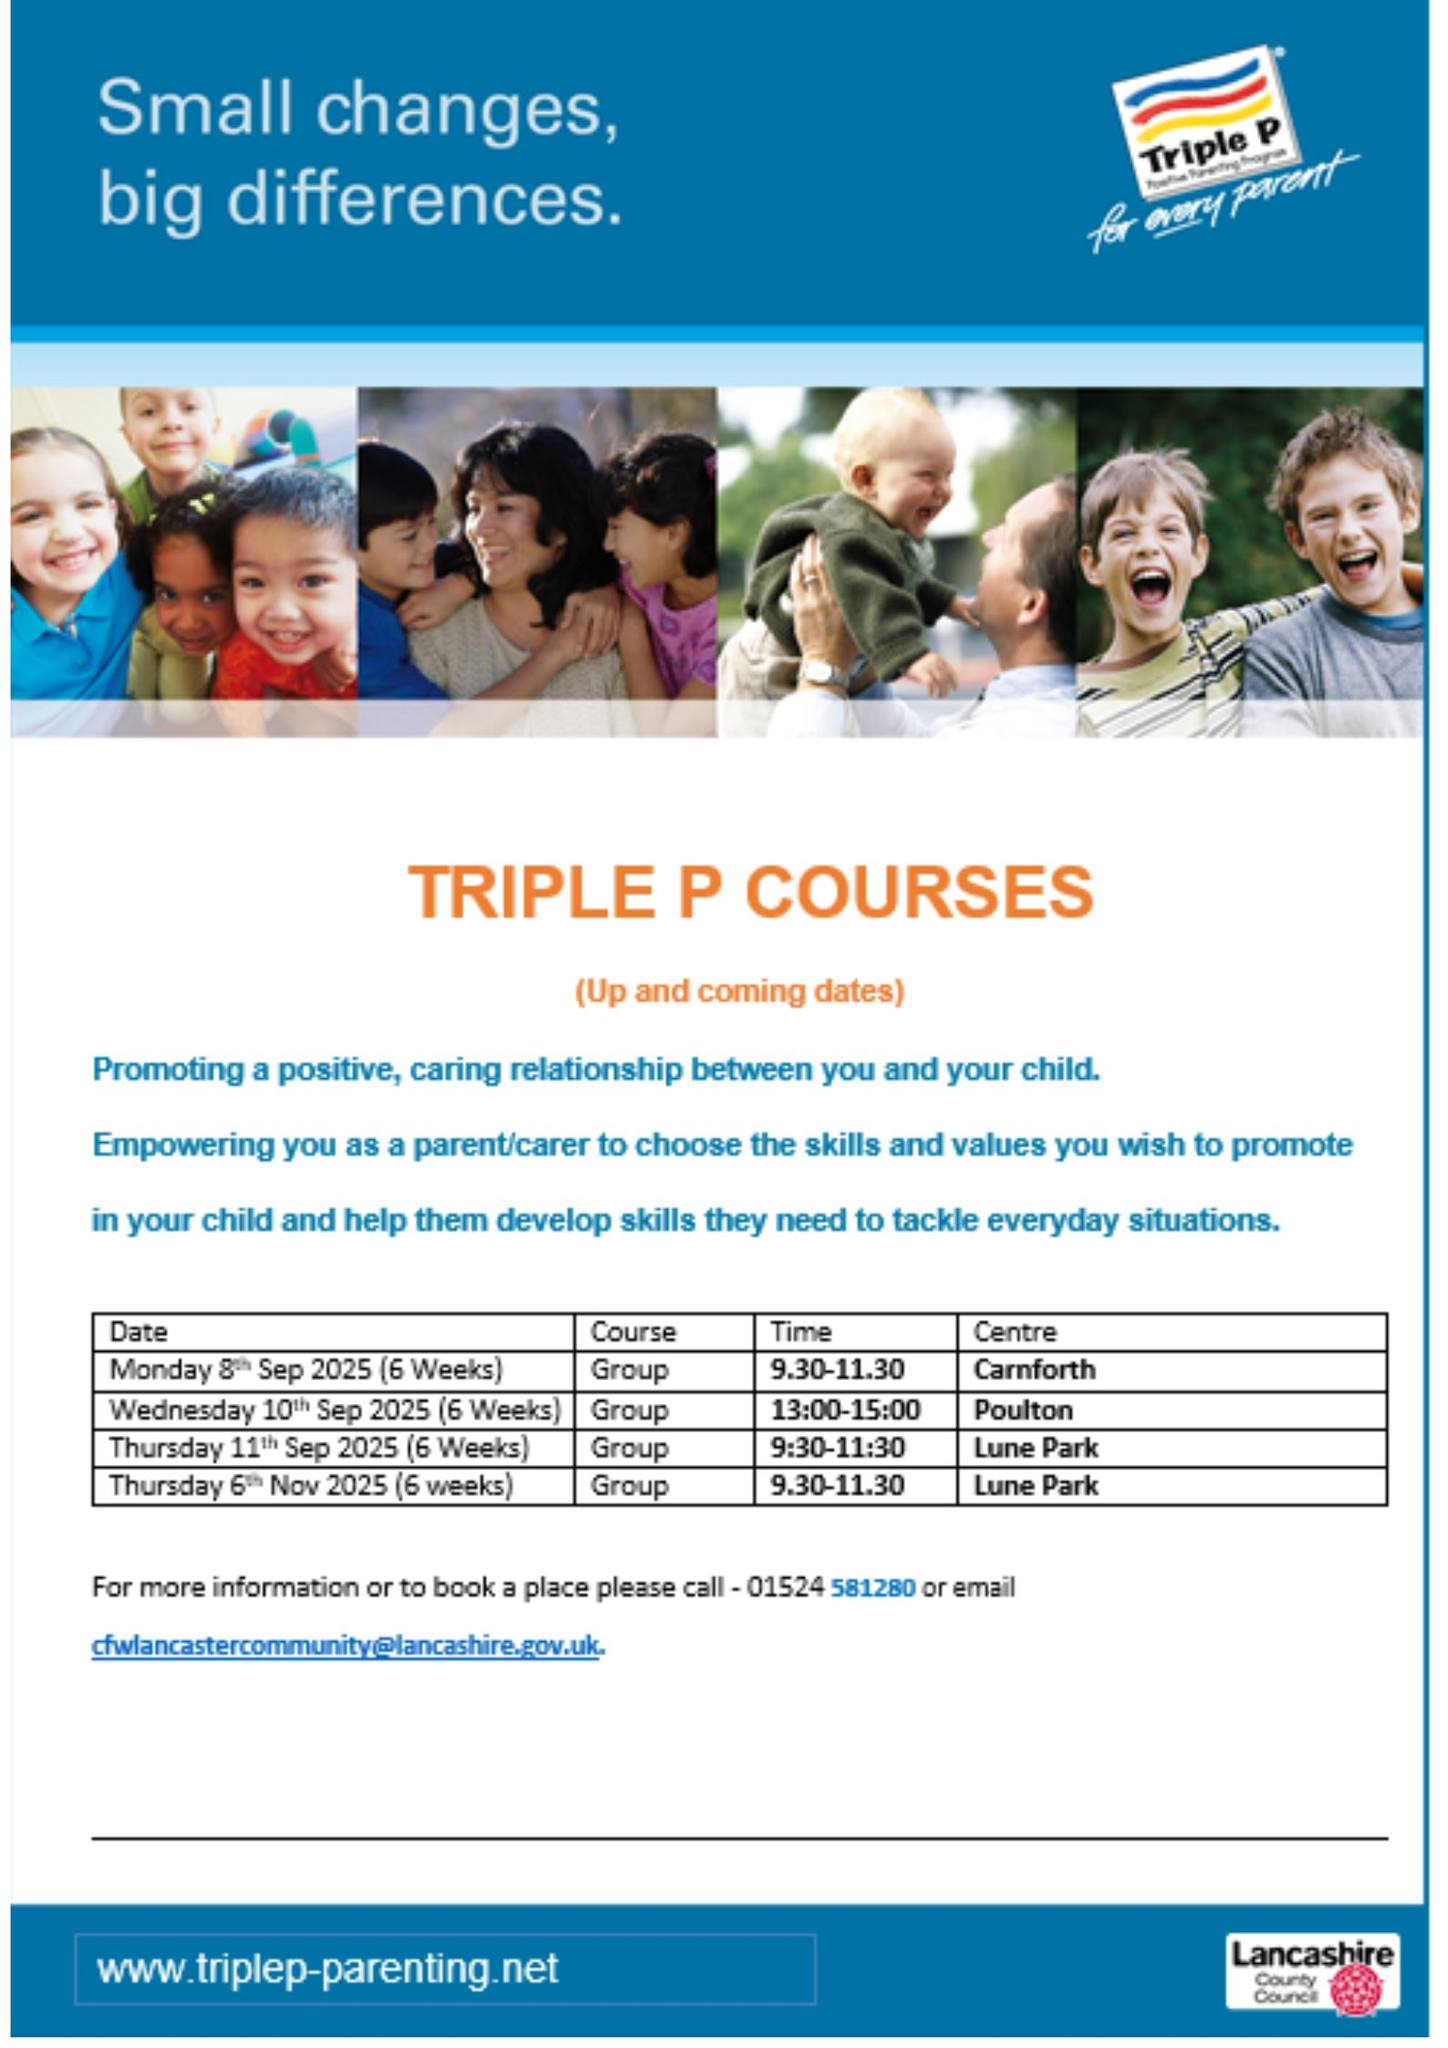 Small changes,
big differences.
Triple P
Positive Parenting Program
for every parent
TRIPLE P COURSES
(Up and coming dates)
Promoting a positive, caring relationship between you and your child.
Empowering you as a parent/carer to choose the skills and values you wish to promote
in your child and help them develop skills they need to tackle everyday situations.
Date Course Time Centre
Monday 8th Sep 2025 (6 Weeks) Group 9.30-11.30 Carnforth
Wednesday 10th Sep 2025 (6 Weeks) Group 13:00-15:00 Poulton
Thursday 11th Sep 2025 (6 Weeks) Group 9:30-11:30 Lune Park
Thursday 6th Nov 2025 (6 weeks) Group 9.30-11.30 Lune Park
For more information or to book a place please call - 01524 581280 or email
cfwlancastercommunity@lancashire.gov.uk.
www.triplep-parenting.net
Lancashire
County
Council